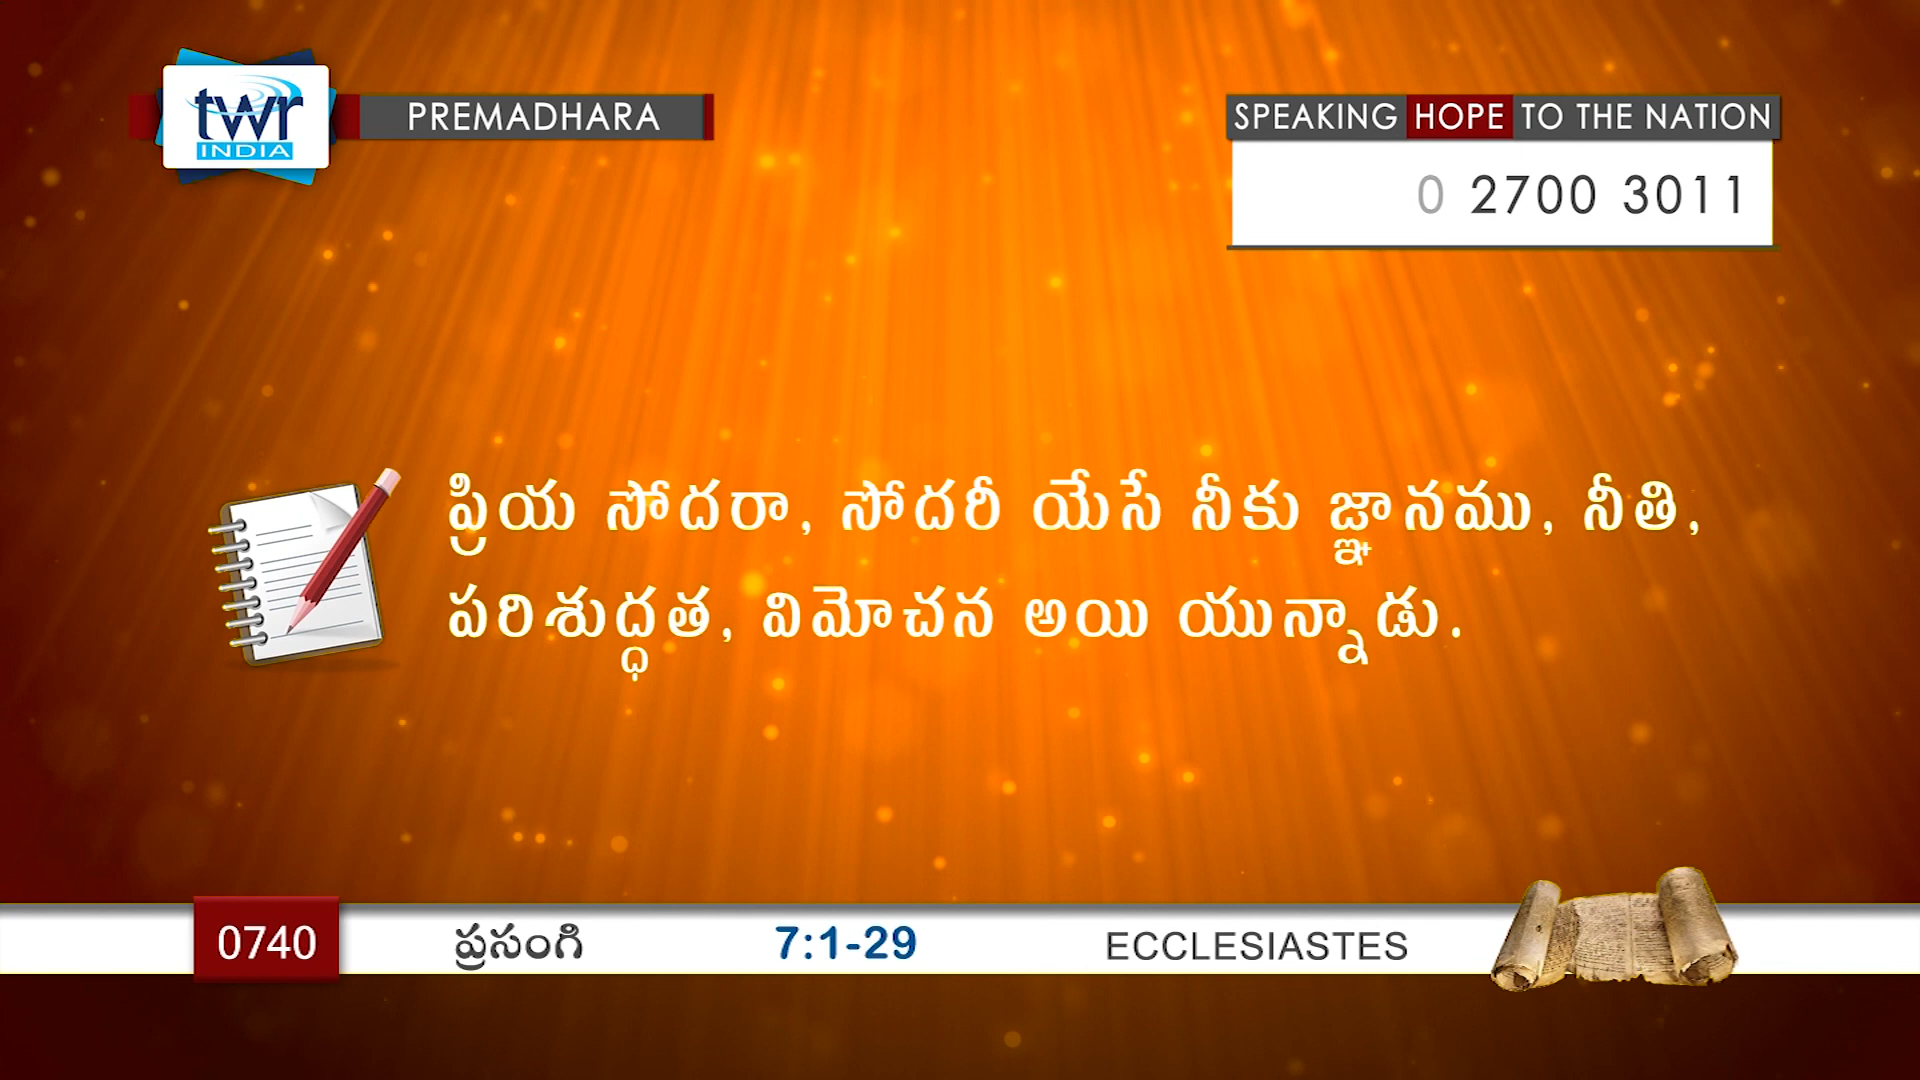 twr
INDIA
PREMADHARA
SPEAKING HOPE TO THE NATION
0 2700 3011
ప్రియ సోదరా, సోదరీ యేసే నీకు జ్ఞానము, నీతి,
పరిశుద్ధత, విమోచన అయి యున్నాడు.
0740 ప్రసంగి 7:1-29 ECCLESIASTES